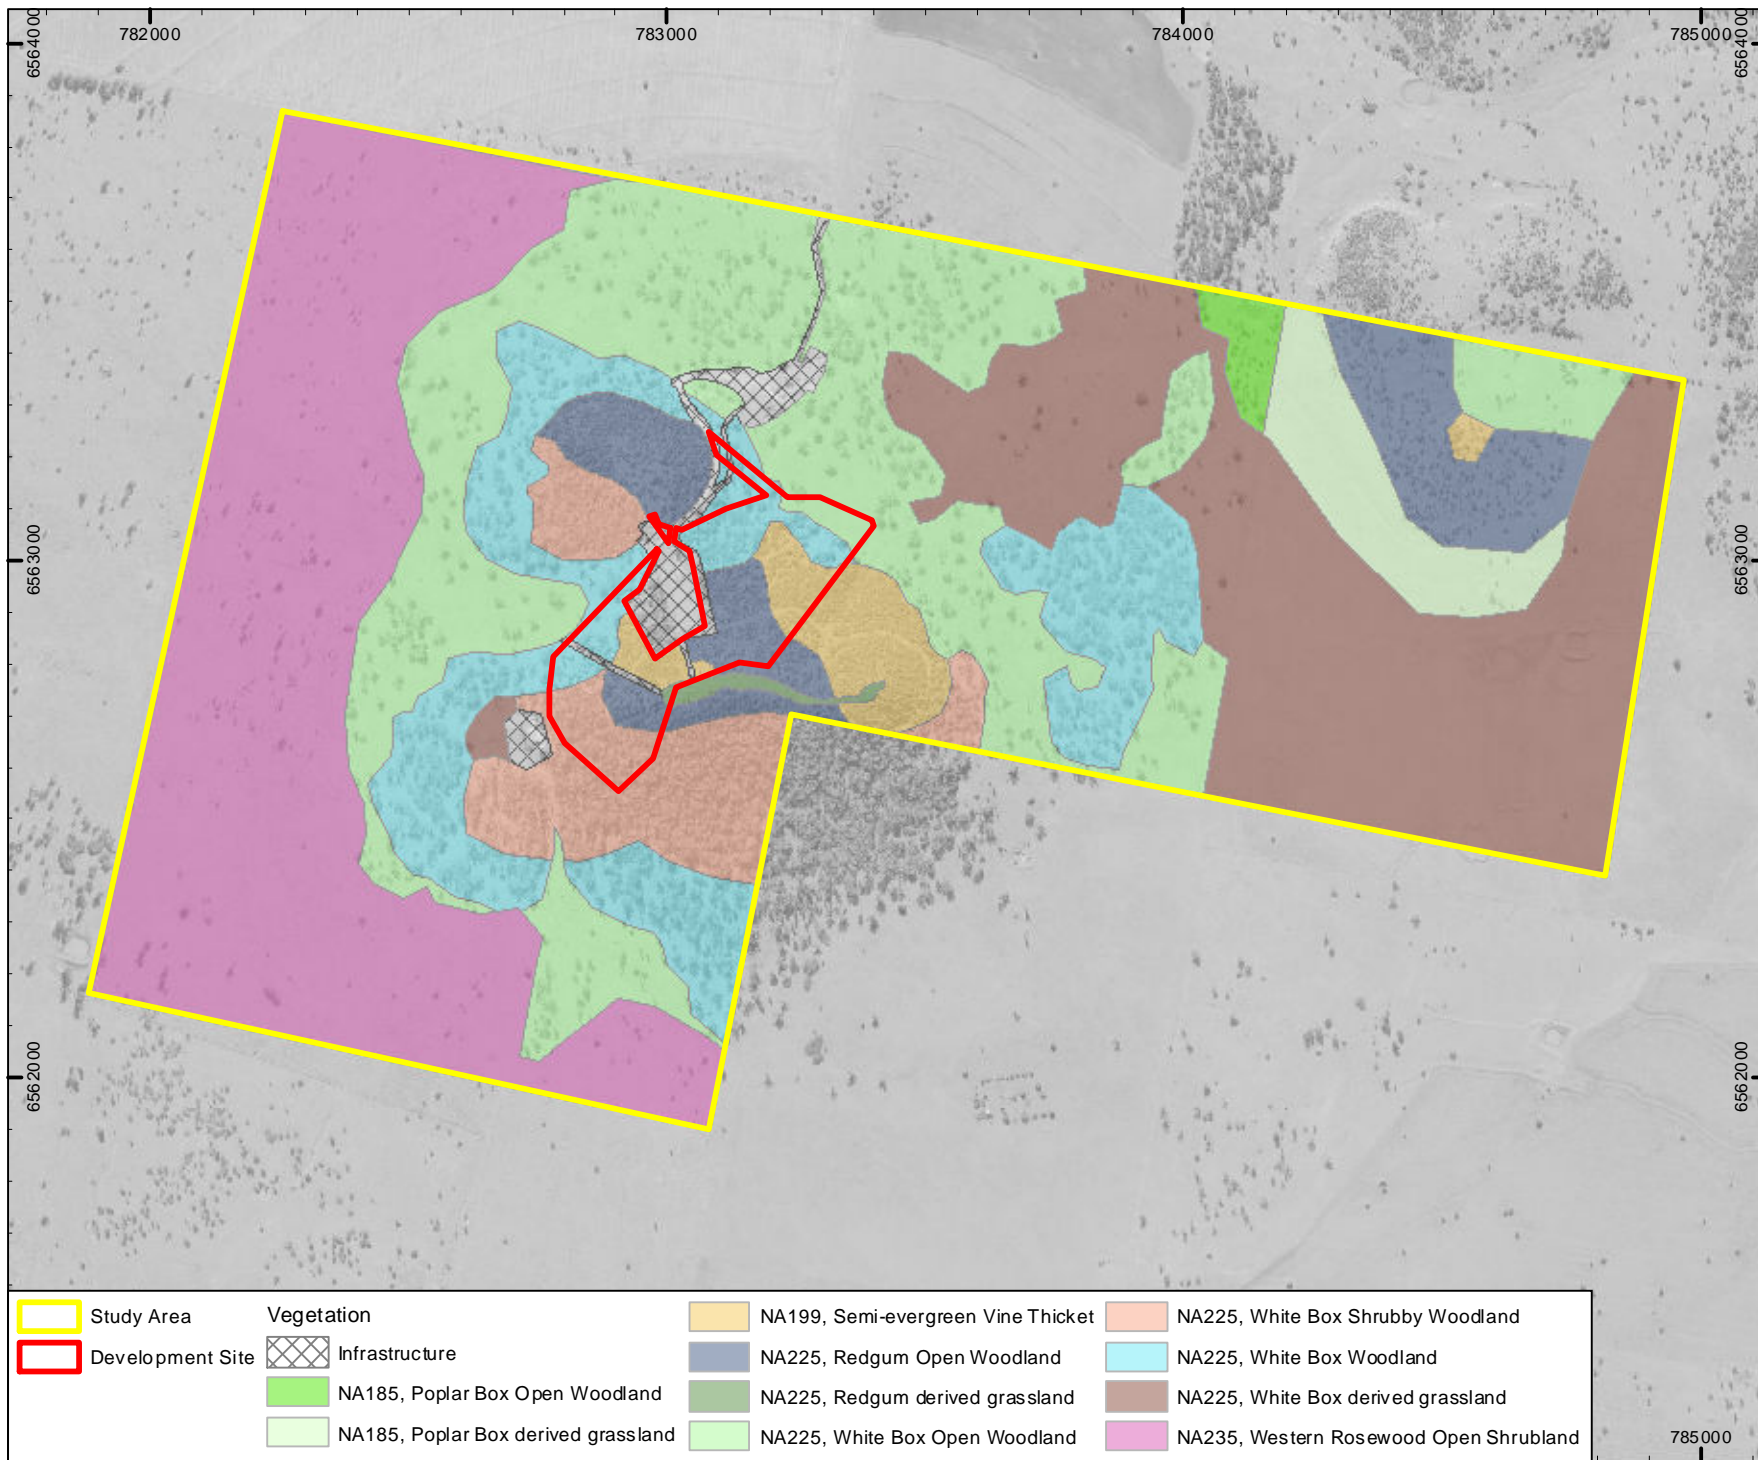 782000
783000
784000
785000
6564000
6564000
6563000
6563000
6562000
6562000
785000
Study Area
Development Site
Vegetation
Infrastructure
NA185, Poplar Box Open Woodland
NA185, Poplar Box derived grassland
NA199, Semi-evergreen Vine Thicket
NA225, Redgum Open Woodland
NA225, Redgum derived grassland
NA225, White Box Open Woodland
NA225, White Box Shrubby Woodland
NA225, White Box Woodland
NA225, White Box derived grassland
NA235, Western Rosewood Open Shrubland